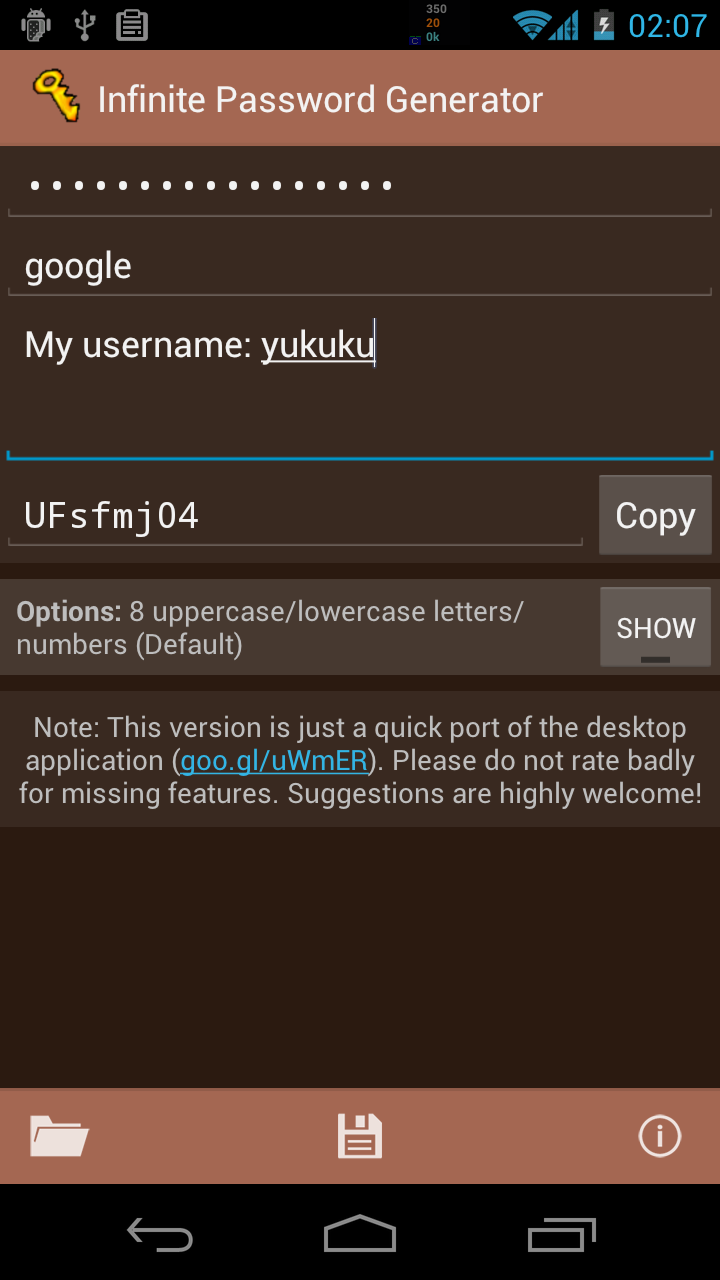 350
20
0k
C
02:07
Infinite Password Generator
•••••••••••••••••
google
My username: yukuku
UFsfmj04
Copy
Options: 8 uppercase/lowercase letters/
numbers (Default)
SHOW
Note: This version is just a quick port of the desktop
application (goo.gl/uWmER). Please do not rate badly
for missing features. Suggestions are highly welcome!